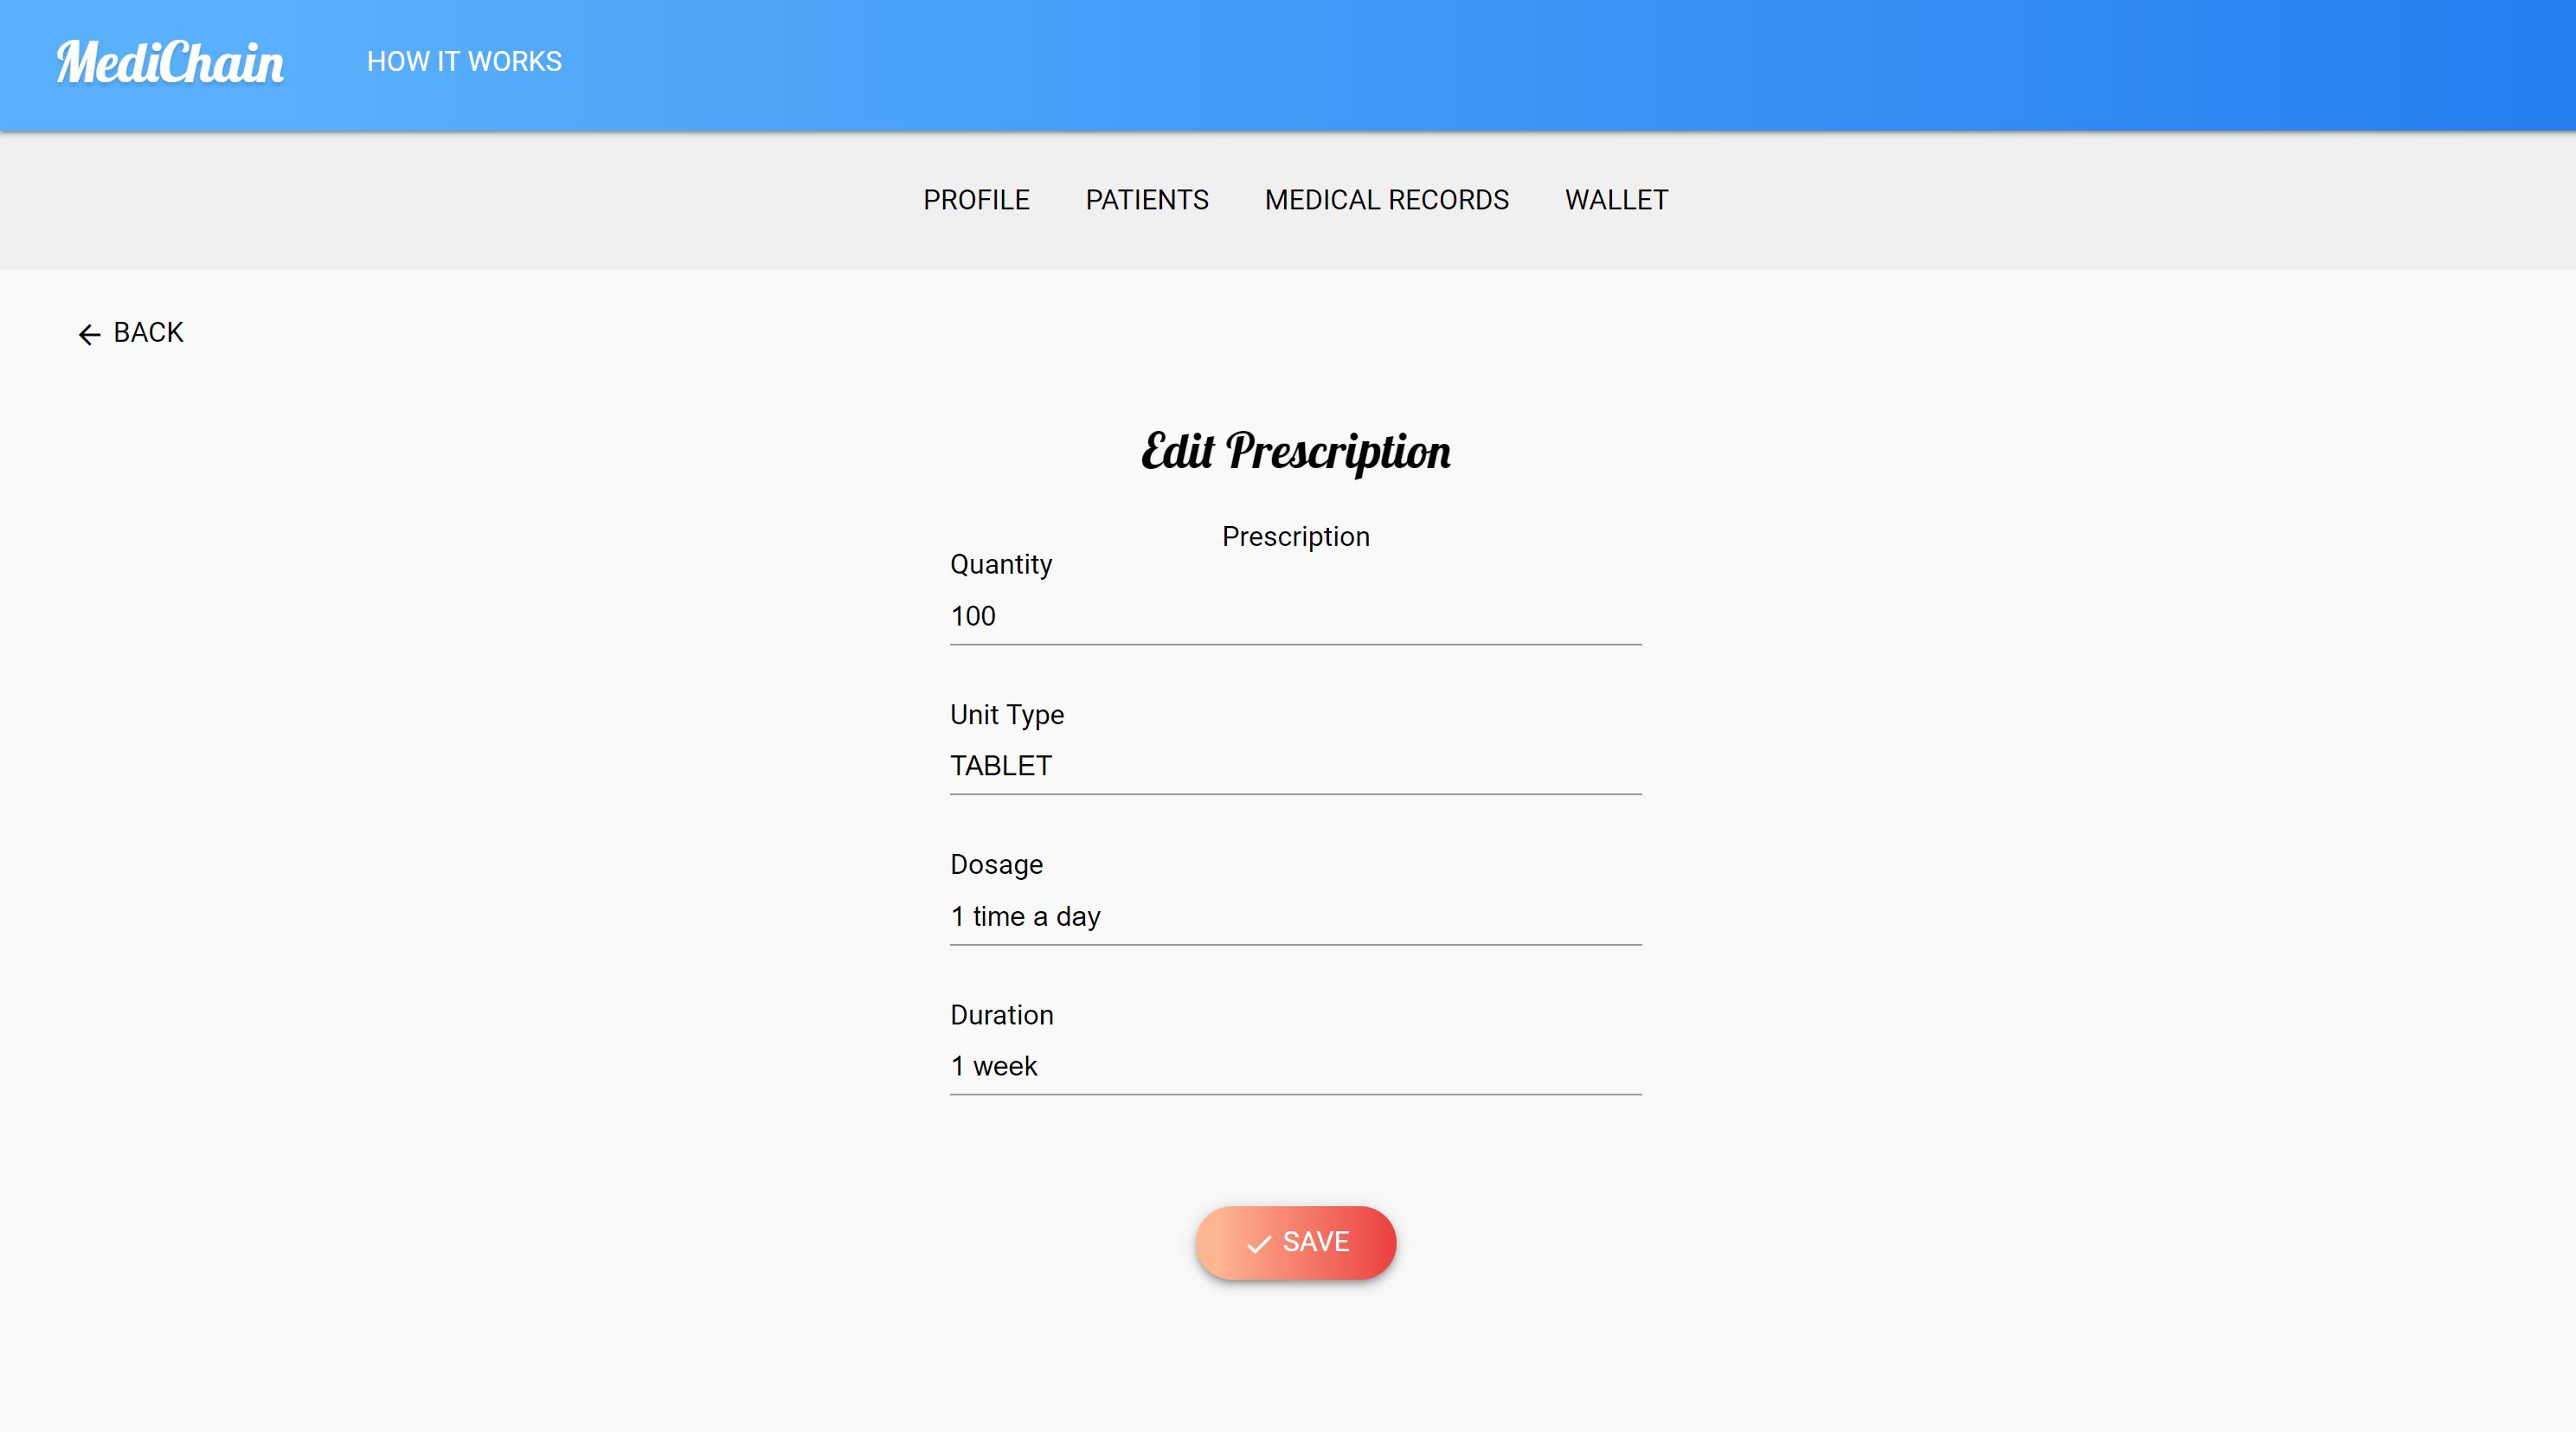 MediChain HOW IT WORKS
PROFILE PATIENTS MEDICAL RECORDS WALLET
BACK
Edit Prescription
Prescription
Quantity
100
Unit Type
TABLET
Dosage
1 time a day
Duration
1 week
SAVE